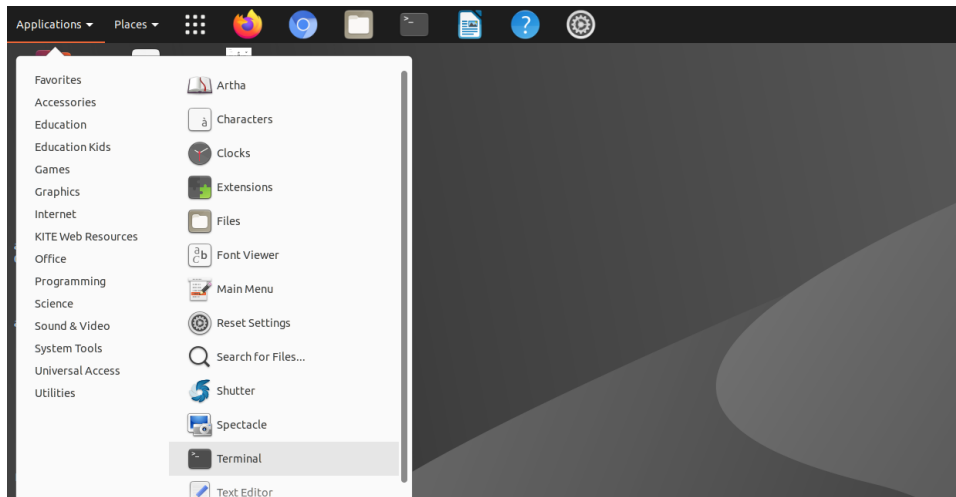 Applications
Places
Favorites
Accessories
Education
Education Kids
Games
Graphics
Internet
KITE Web Resources
Office
Programming
Science
Sound & Video
System Tools
Universal Access
Utilities
Artha
Characters
Clocks
Extensions
Files
Font Viewer
Main Menu
Reset Settings
Search for Files...
Shutter
Spectacle
Terminal
Text Editor